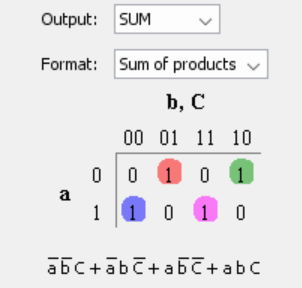 Output: SUM
Format: Sum of products
b, C
00 01 11 10
0 0 1 0 1
a
1 1 0 1 0
a̅ b̅ C + a̅ b C̅ + a b̅ C̅ + a b C